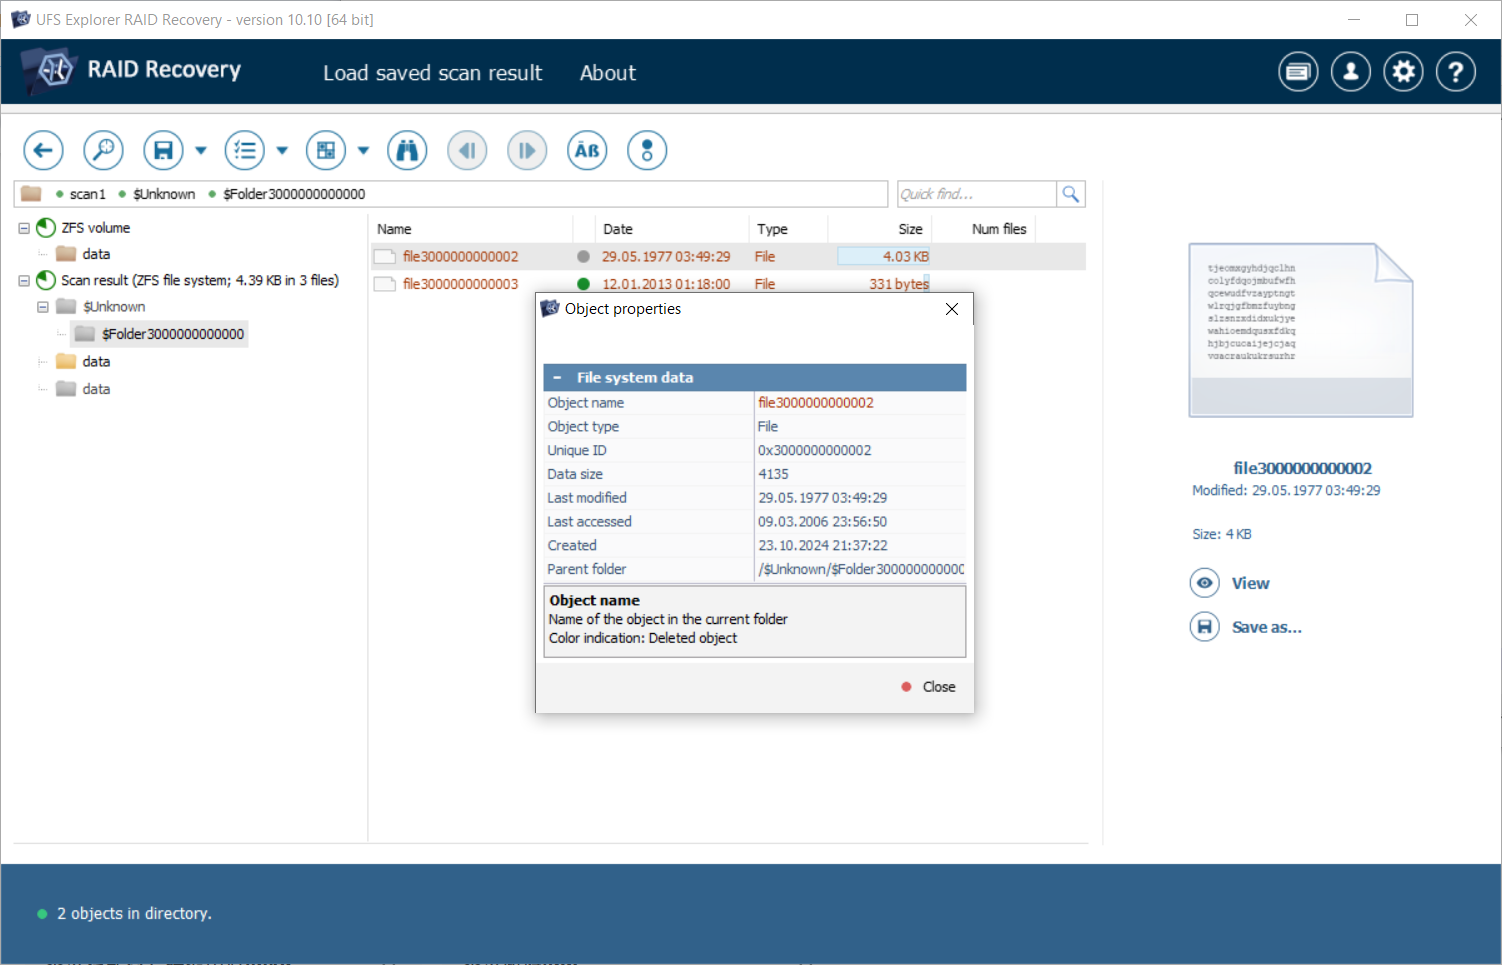 UFS Explorer RAID Recovery - version 10.10 [64 bit]
RAID Recovery
Load saved scan result
About
Āß
scan1
$Unknown
$Folder3000000000000
Quick find...
ZFS volume
data
Scan result (ZFS file system; 4.39 KB in 3 files)
$Unknown
$Folder3000000000000
data
data
Name
Date
Type
Size
Num files
file3000000000002
29.05.1977 03:49:29
File
4.03 KB
file3000000000003
12.01.2013 01:18:00
File
331 bytes
Object properties
− File system data
Object name
file3000000000002
Object type
File
Unique ID
0x3000000000002
Data size
4135
Last modified
29.05.1977 03:49:29
Last accessed
09.03.2006 23:56:50
Created
23.10.2024 21:37:22
Parent folder
/$Unknown/$Folder300000000000
Object name
Name of the object in the current folder
Color indication: Deleted object
Close
tjeomxgyhdjqclhn
colyfdqojmbufwfh
qcewudfvzayptngt
wlrqjgfbmzfuybng
slzsnzxdidxukjye
wahioemdqusxfdkq
hjbjcucaijejcjaq
file3000000000002
Modified: 29.05.1977 03:49:29
Size: 4 KB
View
Save as...
2 objects in directory.